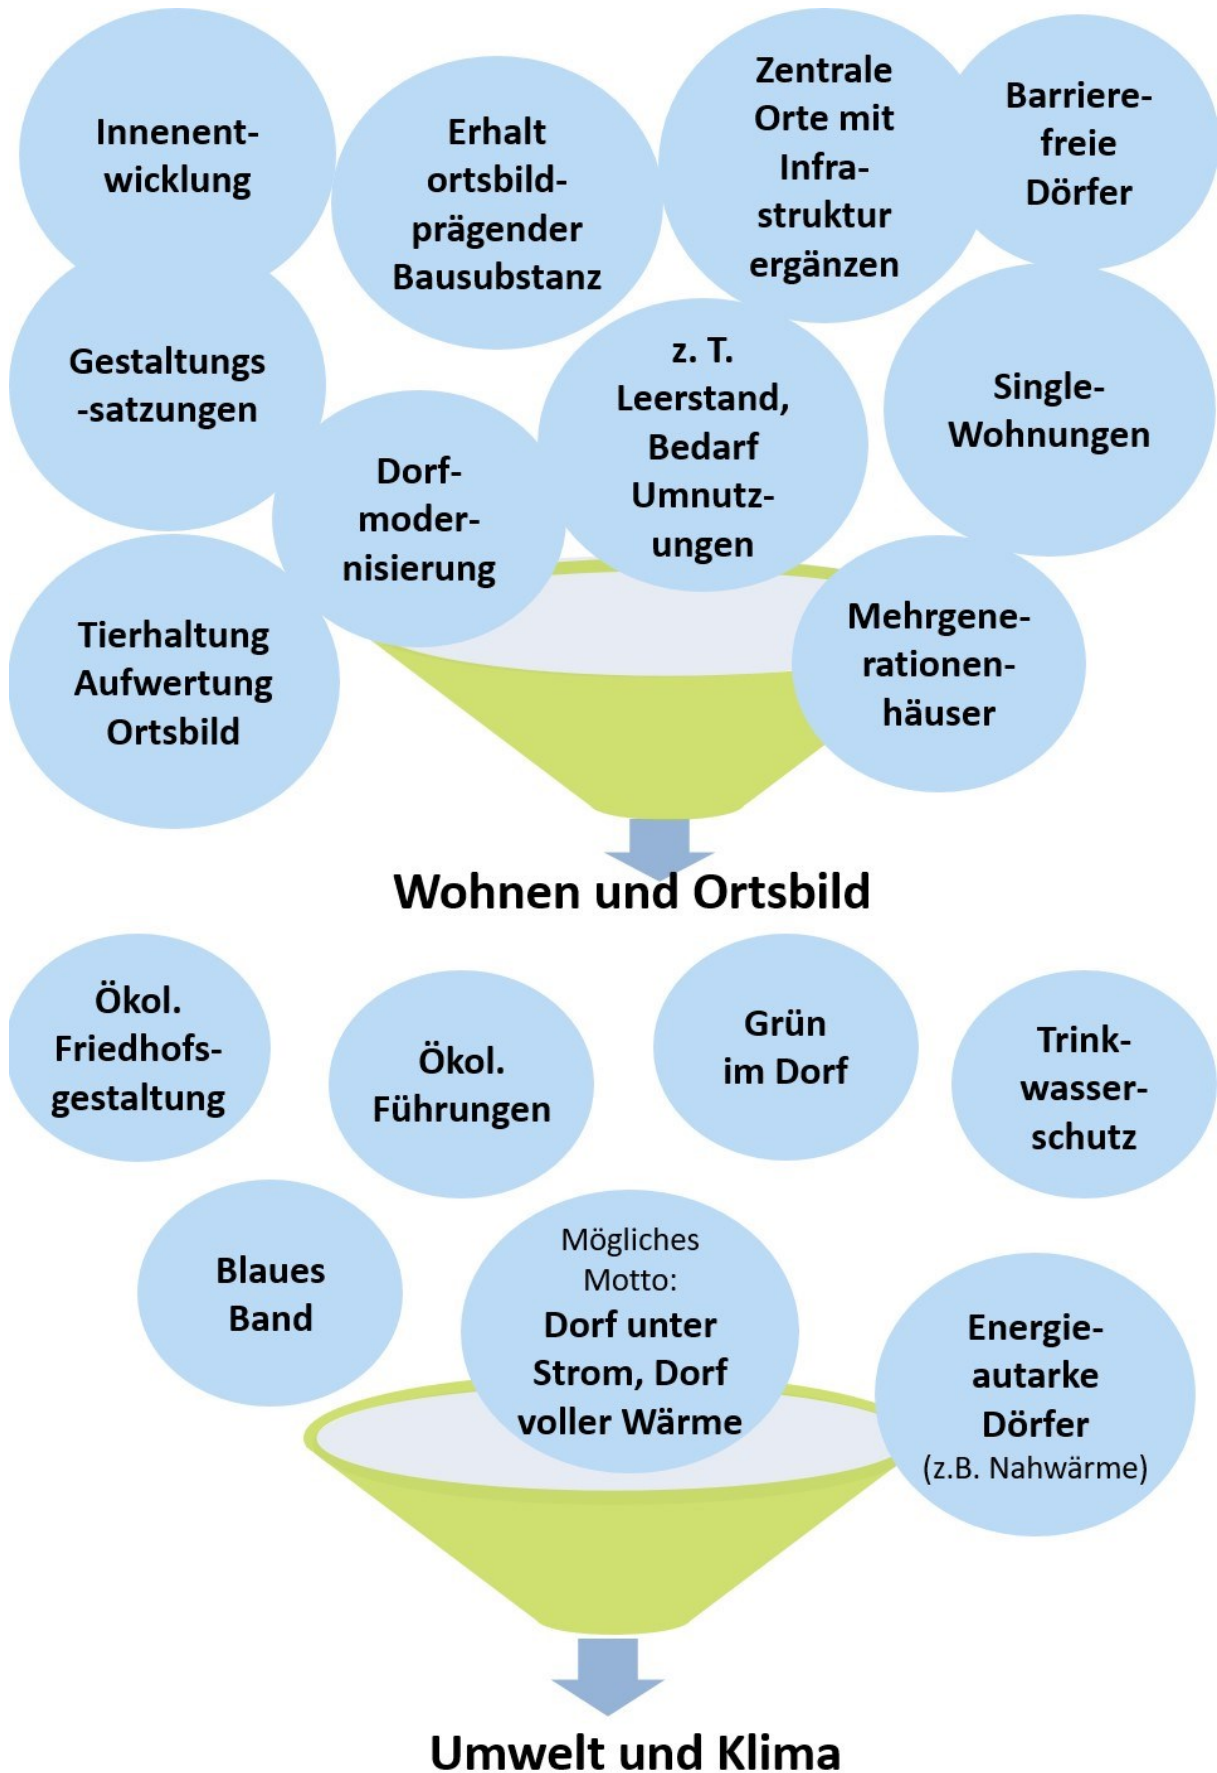 Innenent-
wicklung
Erhalt
ortsbild-
prägender
Bausubstanz
Zentrale
Orte mit
Infra-
struktur
ergänzen
Barriere-
freie
Dörfer
Gestaltungs
-satzungen
Dorf-
moder-
nisierung
z. T.
Leerstand,
Bedarf
Umnutz-
ungen
Single-
Wohnungen
Tierhaltung
Aufwertung
Ortsbild
Mehrgene-
rationen-
häuser
Wohnen und Ortsbild
Ökol.
Friedhofs-
gestaltung
Ökol.
Führungen
Grün
im Dorf
Trink-
wasser-
schutz
Blaues
Band
Mögliches
Motto:
Dorf unter
Strom, Dorf
voller Wärme
Energie-
autarke
Dörfer
(z.B. Nahwärme)
Umwelt und Klima